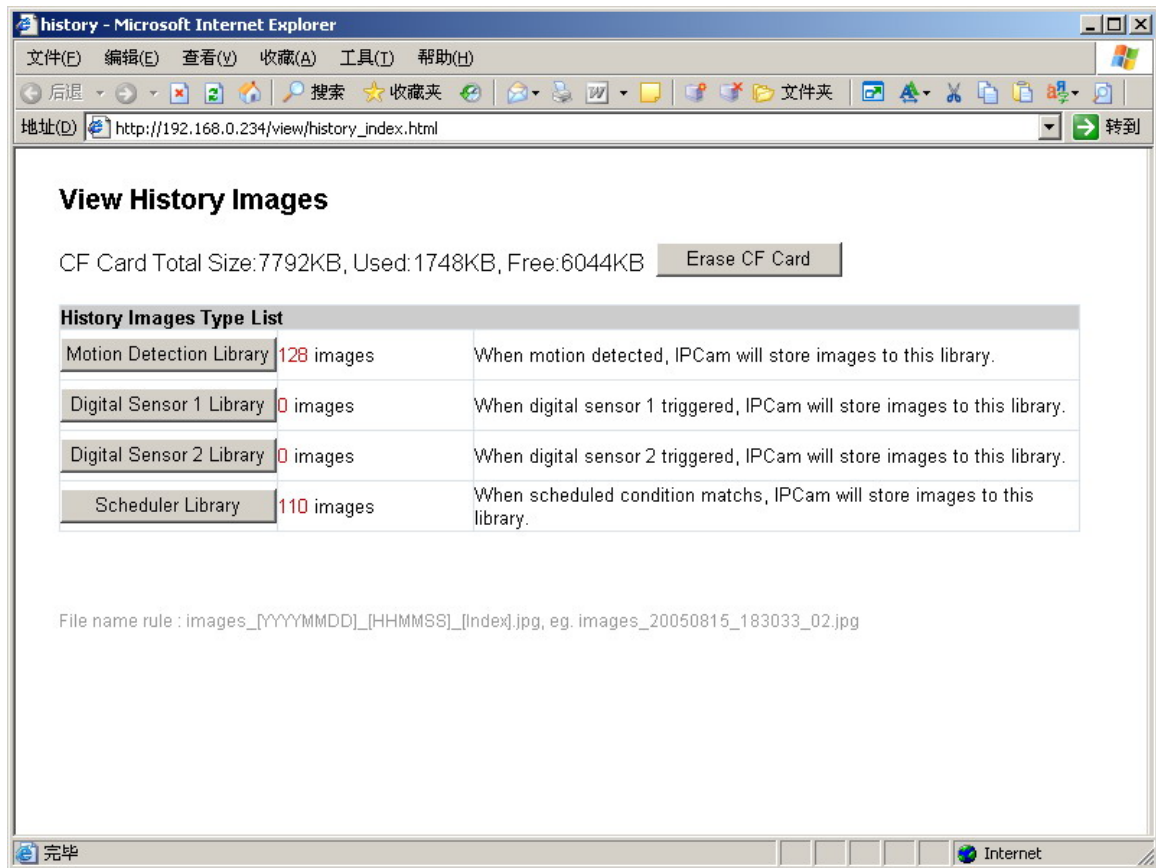 history - Microsoft Internet Explorer
文件(F) 编辑(E) 查看(V) 收藏(A) 工具(T) 帮助(H)
后退 搜索 收藏夹 文件夹
地址(D) http://192.168.0.234/view/history_index.html 转到
View History Images
CF Card Total Size:7792KB, Used:1748KB, Free:6044KB Erase CF Card
History Images Type List
Motion Detection Library 128 images When motion detected, IPCam will store images to this library.
Digital Sensor 1 Library 0 images When digital sensor 1 triggered, IPCam will store images to this library.
Digital Sensor 2 Library 0 images When digital sensor 2 triggered, IPCam will store images to this library.
Scheduler Library 110 images When scheduled condition matchs, IPCam will store images to this
library.
File name rule : images_[YYYYMMDD]_[HHMMSS]_[Index].jpg, eg. images_20050815_183033_02.jpg
完毕 Internet